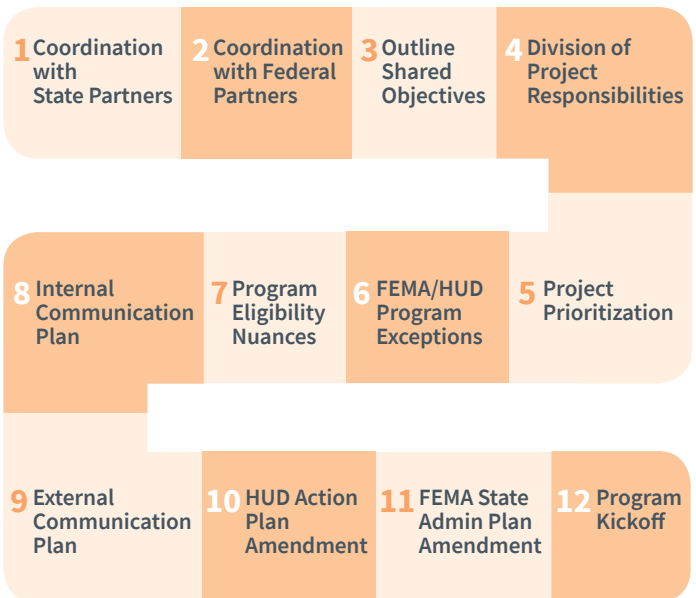 1 Coordination
with
State Partners
2 Coordination
with Federal
Partners
3 Outline
Shared
Objectives
4 Division of
Project
Responsibilities
5 Project
Prioritization
6 FEMA/HUD
Program
Exceptions
7 Program
Eligibility
Nuances
8 Internal
Communication
Plan
9 External
Communication
Plan
10 HUD Action
Plan
Amendment
11 FEMA State
Admin Plan
Amendment
12 Program
Kickoff